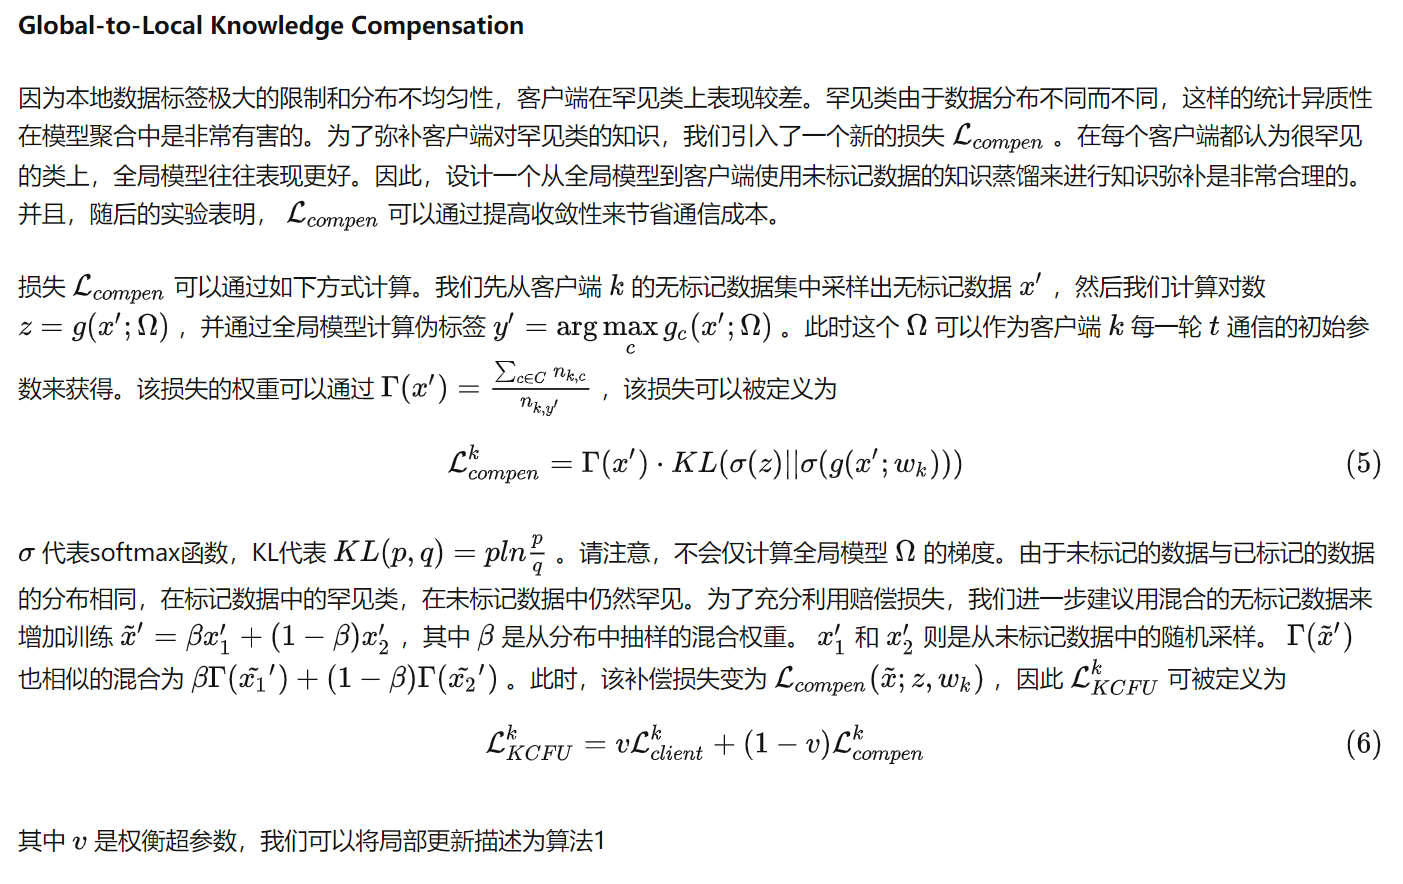 Global-to-Local Knowledge Compensation
因为本地数据标签极大的限制和分布不均匀性，客户端在罕见类上表现较差。罕见类由于数据分布不同而不同，这样的统计异质性
在模型聚合中是非常有害的。为了弥补客户端对罕见类的知识，我们引入了一个新的损失 $\mathcal{L}_{compen}$ 。在每个客户端都认为很罕见
的类上，全局模型往往表现更好。因此，设计一个从全局模型到客户端使用未标记数据的知识蒸馏来进行知识弥补是非常合理的。
并且，随后的实验表明， $\mathcal{L}_{compen}$ 可以通过提高收敛性来节省通信成本。
损失 $\mathcal{L}_{compen}$ 可以通过如下方式计算。我们先从客户端 $k$ 的无标记数据集中采样出无标记数据 $x'$ ，然后我们计算对数
$z = g(x';\Omega)$ ，并通过全局模型计算伪标签 $y' = \underset{c}{\arg\max}\, g_c(x';\Omega)$ 。此时这个 $\Omega$ 可以作为客户端 $k$ 每一轮 $t$ 通信的初始参
数来获得。该损失的权重可以通过 $\Gamma(x') = \frac{\sum_{c \in C} n_{k,c}}{n_{k,y'}}$ ，该损失可以被定义为
$\mathcal{L}_{compen}^{k} = \Gamma(x') \cdot KL(\sigma(z)||\sigma(g(x';w_k)))$ (5)
$\sigma$ 代表softmax函数，KL代表 $KL(p,q) = pln\frac{p}{q}$ 。请注意，不会仅计算全局模型 $\Omega$ 的梯度。由于未标记的数据与已标记的数据
的分布相同，在标记数据中的罕见类，在未标记数据中仍然罕见。为了充分利用赔偿损失，我们进一步建议用混合的无标记数据来
增加训练 $\tilde{x}' = \beta x_1' + (1-\beta)x_2'$ ，其中 $\beta$ 是从分布中抽样的混合权重。 $x_1'$ 和 $x_2'$ 则是从未标记数据中的随机采样。 $\Gamma(\tilde{x}')$
也相似的混合为 $\beta\Gamma(\tilde{x_1}') + (1-\beta)\Gamma(\tilde{x_2}')$ 。此时，该补偿损失变为 $\mathcal{L}_{compen}(\tilde{x};z,w_k)$ ，因此 $\mathcal{L}_{KCFU}^{k}$ 可被定义为
$\mathcal{L}_{KCFU}^{k} = v\mathcal{L}_{client}^{k} + (1-v)\mathcal{L}_{compen}^{k}$ (6)
其中 $v$ 是权衡超参数，我们可以将局部更新描述为算法1